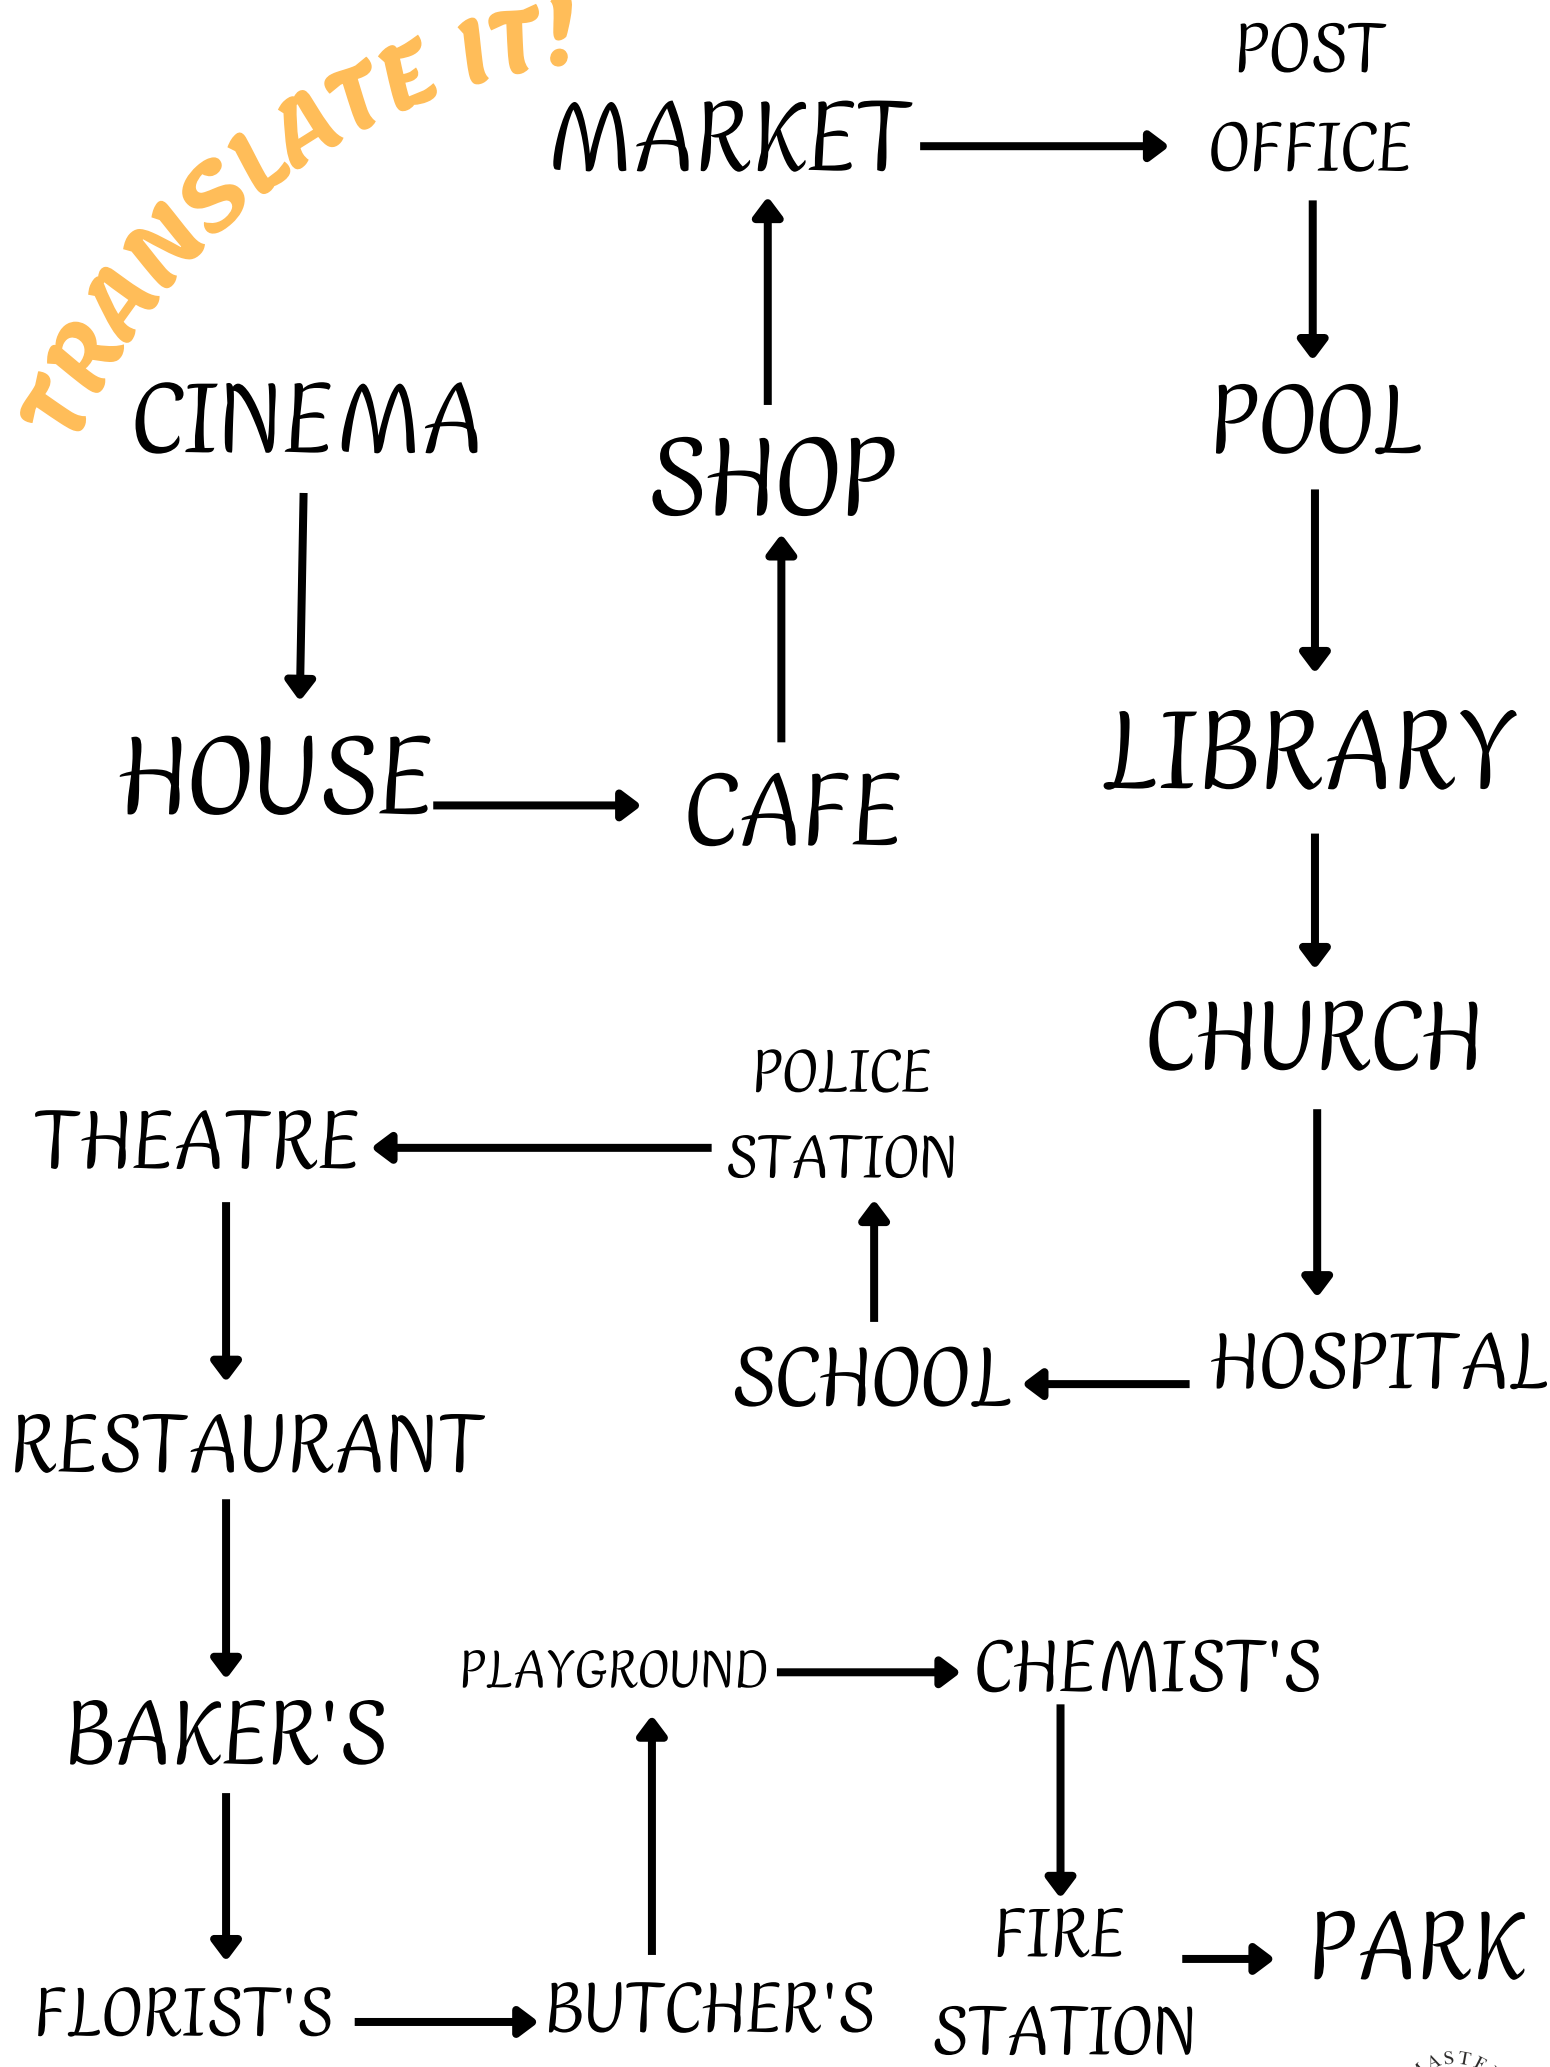 TRANSLATE IT!
CINEMA
HOUSE
CAFE
SHOP
MARKET
POST
OFFICE
POOL
LIBRARY
CHURCH
HOSPITAL
SCHOOL
POLICE
STATION
THEATRE
RESTAURANT
BAKER'S
FLORIST'S
BUTCHER'S
PLAYGROUND
CHEMIST'S
FIRE
STATION
PARK